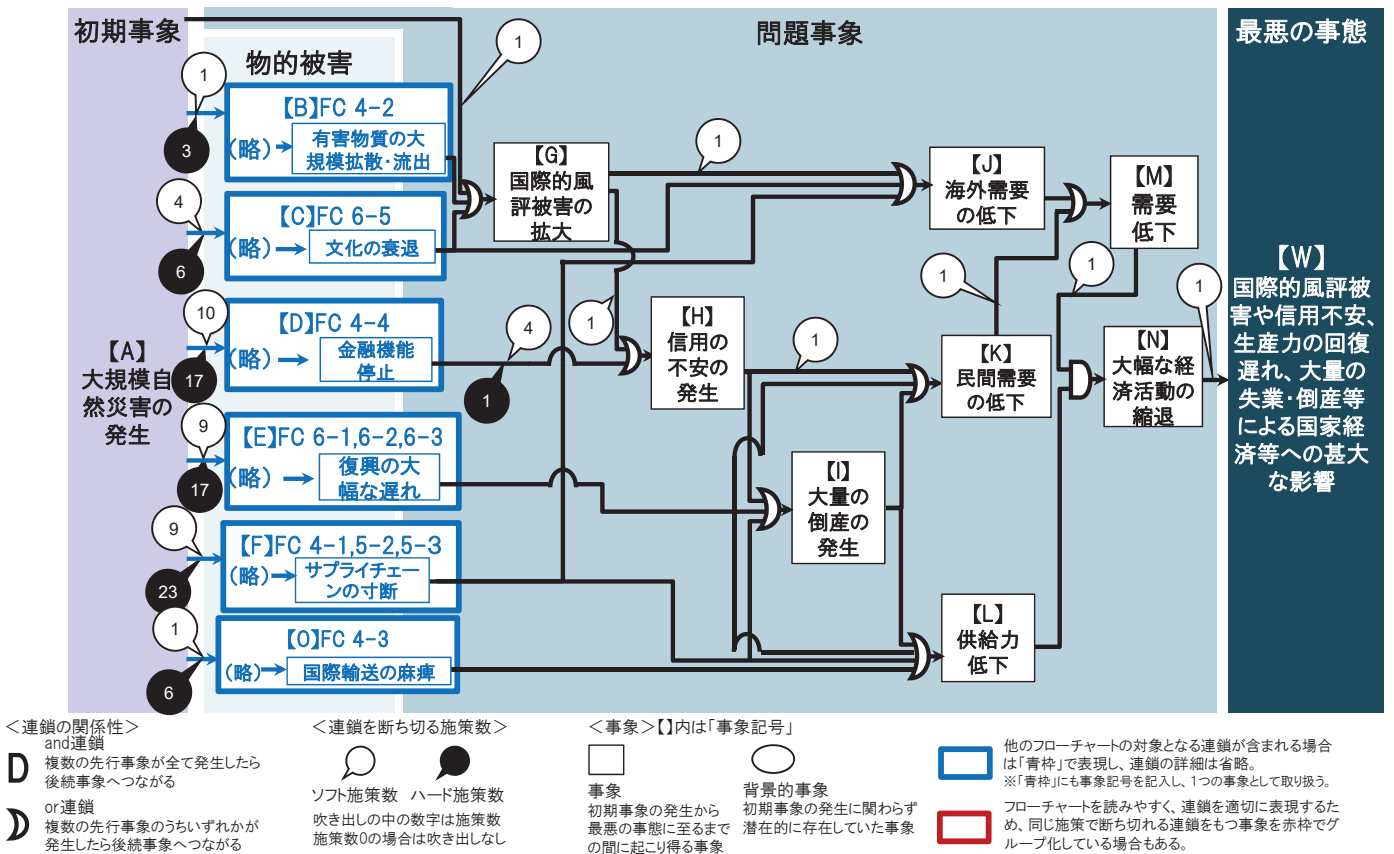 初期事象
物的被害
問題事象
最悪の事態
【A】
大規模自
然災害の
発生
1
3
【B】FC 4-2
(略)
有害物質の大
規模拡散・流出
4
6
【C】FC 6-5
(略)
文化の衰退
10
17
【D】FC 4-4
(略)
金融機能
停止
9
17
【E】FC 6-1,6-2,6-3
(略)
復興の大
幅な遅れ
9
23
【F】FC 4-1,5-2,5-3
(略)
サプライチェー
ンの寸断
1
6
【O】FC 4-3
(略)
国際輸送の麻痺
1
【G】
国際的風
評被害の
拡大
1
1
4
1
【H】
信用の
不安の
発生
1
【I】
大量の
倒産の
発生
【J】
海外需要
の低下
1
【K】
民間需要
の低下
【L】
供給力
低下
【M】
需要
低下
1
【N】
大幅な経
済活動の
縮退
1
【W】
国際的風評被
害や信用不安、
生産力の回復
遅れ、大量の
失業・倒産等
による国家経
済等への甚大
な影響
＜連鎖の関係性＞
and連鎖
複数の先行事象が全て発生したら
後続事象へつながる
or連鎖
複数の先行事象のうちいずれかが
発生したら後続事象へつながる
＜連鎖を断ち切る施策数＞
ソフト施策数 ハード施策数
吹き出しの中の数字は施策数
施策数0の場合は吹き出しなし
＜事象＞【】内は「事象記号」
事象
初期事象の発生から
最悪の事態に至るまで
の間に起こり得る事象
背景的事象
初期事象の発生に関わらず
潜在的に存在していた事象
他のフローチャートの対象となる連鎖が含まれる場合
は「青枠」で表現し、連鎖の詳細は省略。
※「青枠」にも事象記号を記入し、1つの事象として取り扱う。
フローチャートを読みやすく、連鎖を適切に表現するた
め、同じ施策で断ち切れる連鎖をもつ事象を赤枠でグ
ループ化している場合もある。